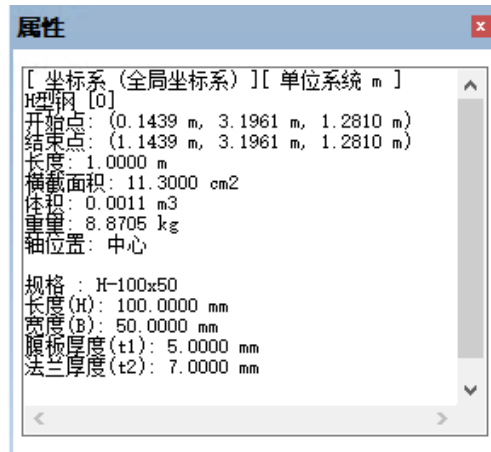 属性
[ 坐标系 (全局坐标系) ][ 单位系统 m ]
H型钢 [0]
开始点: (0.1439 m, 3.1961 m, 1.2810 m)
结束点: (1.1439 m, 3.1961 m, 1.2810 m)
长度: 1.0000 m
横截面积: 11.3000 cm2
体积: 0.0011 m3
重量: 8.8705 kg
轴位置: 中心
规格 : H-100x50
长度(H): 100.0000 mm
宽度(B): 50.0000 mm
腹板厚度(t1): 5.0000 mm
法兰厚度(t2): 7.0000 mm